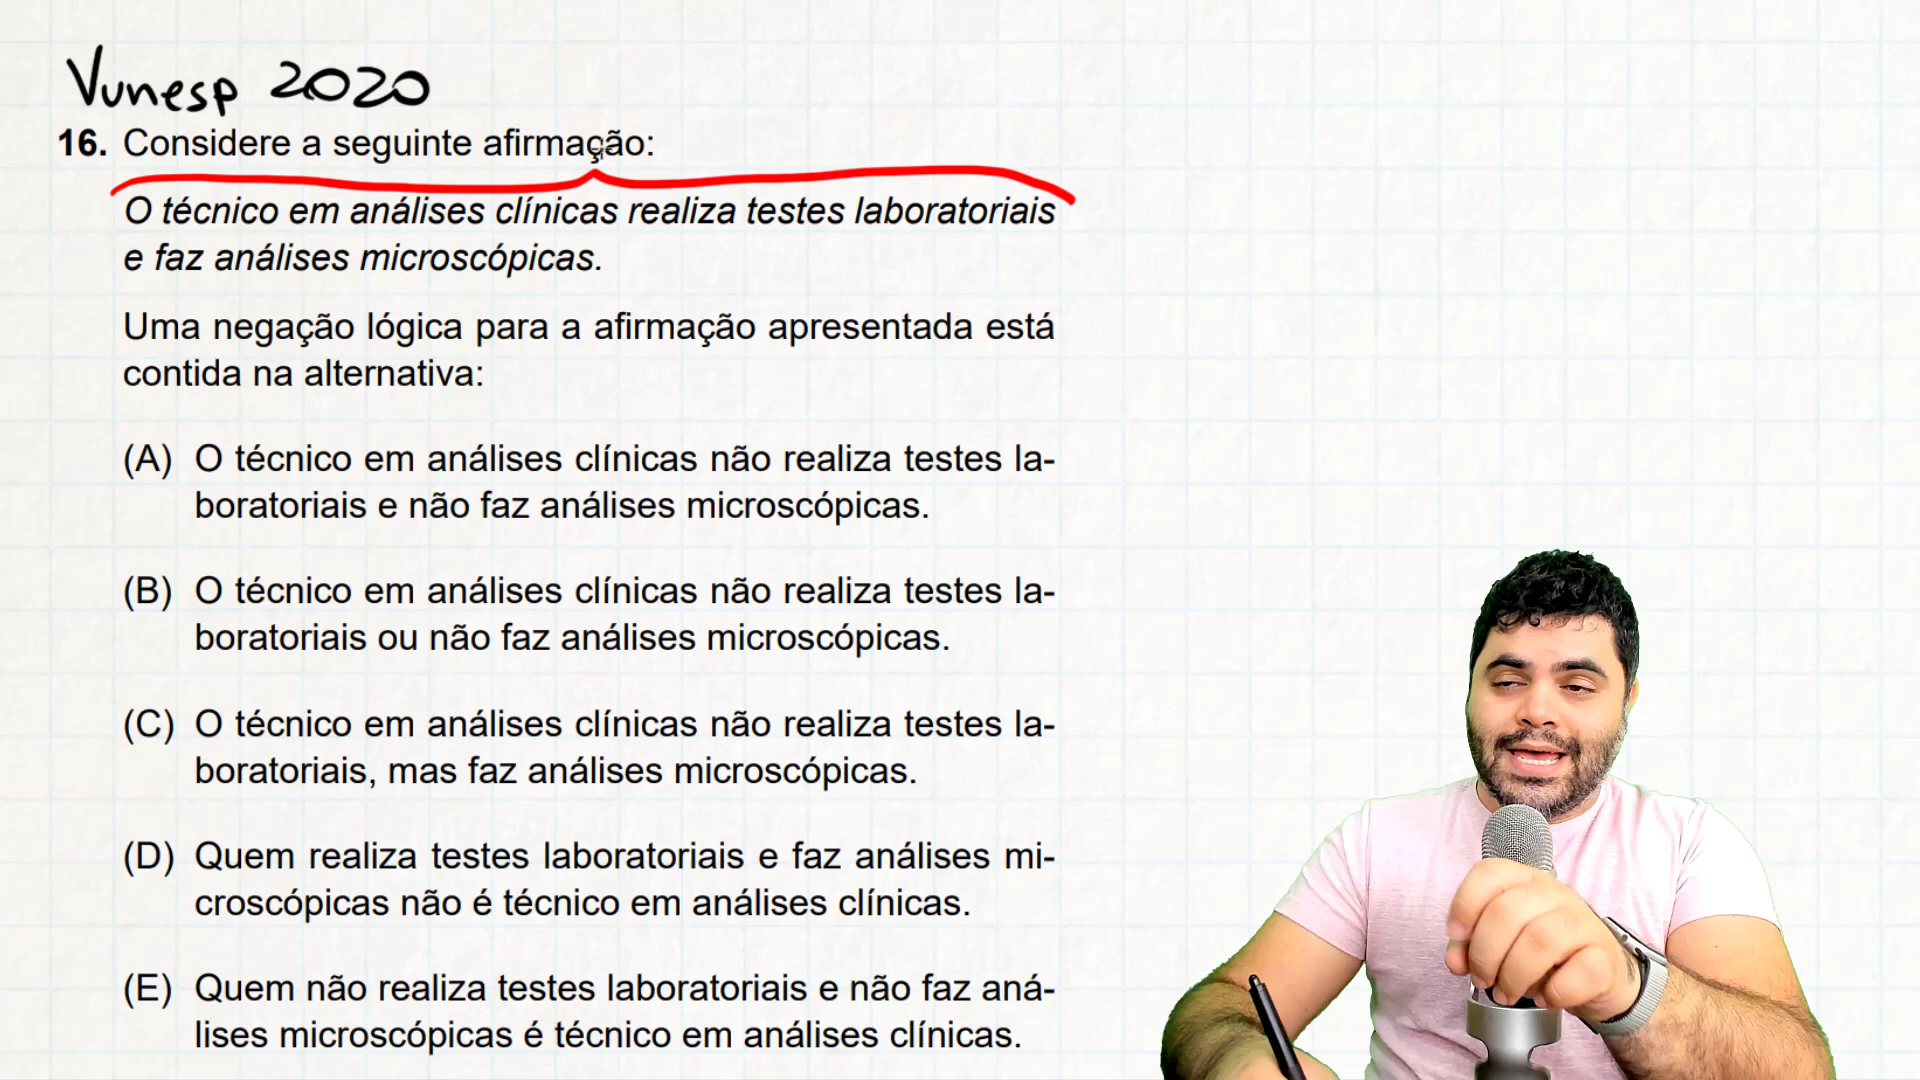 Vunesp 2020
16. Considere a seguinte afirmação:
O técnico em análises clínicas realiza testes laboratoriais
e faz análises microscópicas.
Uma negação lógica para a afirmação apresentada está
contida na alternativa:
(A) O técnico em análises clínicas não realiza testes la-
boratoriais e não faz análises microscópicas.
(B) O técnico em análises clínicas não realiza testes la-
boratoriais ou não faz análises microscópicas.
(C) O técnico em análises clínicas não realiza testes la-
boratoriais, mas faz análises microscópicas.
(D) Quem realiza testes laboratoriais e faz análises mi-
croscópicas não é técnico em análises clínicas.
(E) Quem não realiza testes laboratoriais e não faz aná-
lises microscópicas é técnico em análises clínicas.